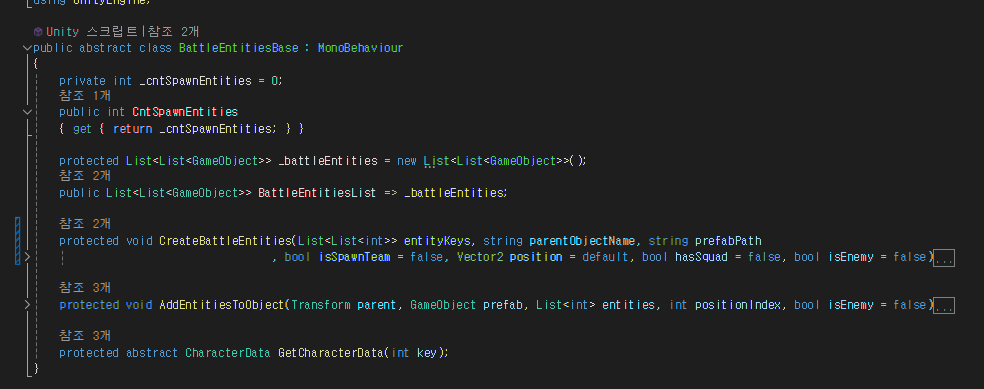 using UnityEngine;
Unity 스크립트|참조 2개
public abstract class BattleEntitiesBase : MonoBehaviour
{
private int _cntSpawnEntities = 0;
참조 1개
public int CntSpawnEntities
{ get { return _cntSpawnEntities; } }
protected List<List<GameObject>> _battleEntities = new List<List<GameObject>>();
참조 2개
public List<List<GameObject>> BattleEntitiesList => _battleEntities;
참조 2개
protected void CreateBattleEntities(List<List<int>> entityKeys, string parentObjectName, string prefabPath
, bool isSpawnTeam = false, Vector2 position = default, bool hasSquad = false, bool isEnemy = false)...
참조 3개
protected void AddEntitiesToObject(Transform parent, GameObject prefab, List<int> entities, int positionIndex, bool isEnemy = false)...
참조 3개
protected abstract CharacterData GetCharacterData(int key);
}